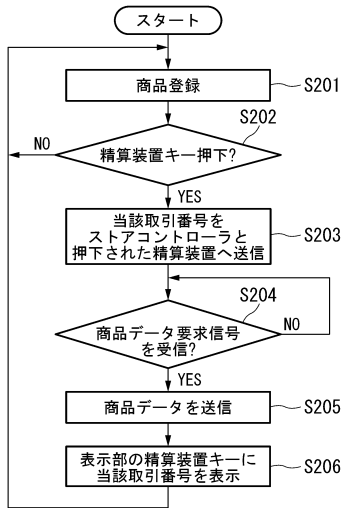 スタート
商品登録
S201
S202
精算装置キー押下?
NO
YES
当該取引番号を
ストアコントローラと
押下された精算装置へ送信
S203
S204
商品データ要求信号
を受信?
NO
YES
商品データを送信
S205
表示部の精算装置キーに
当該取引番号を表示
S206